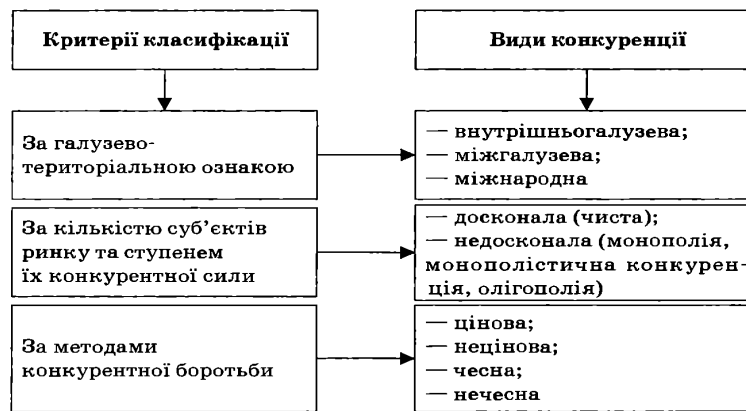 Критерії класифікації
Види конкуренції
За галузево-
територіальною ознакою
— внутрішньогалузева;
— міжгалузева;
— міжнародна
За кількістю суб’єктів
ринку та ступенем
їх конкурентної сили
— досконала (чиста);
— недосконала (монополія,
монополістична конкурен-
ція, олігополія)
За методами
конкурентної боротьби
— цінова;
— нецінова;
— чесна;
— нечесна